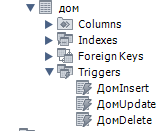 дом
Columns
Indexes
Foreign Keys
Triggers
ДомInsert
ДомUpdate
ДомDelete